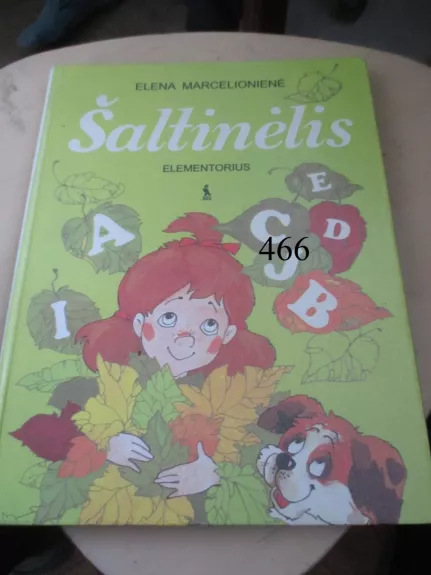 ELENA MARCELIONIENĖ
Šaltinėlis
ELEMENTORIUS
E
A
C
D
466
J
I
B